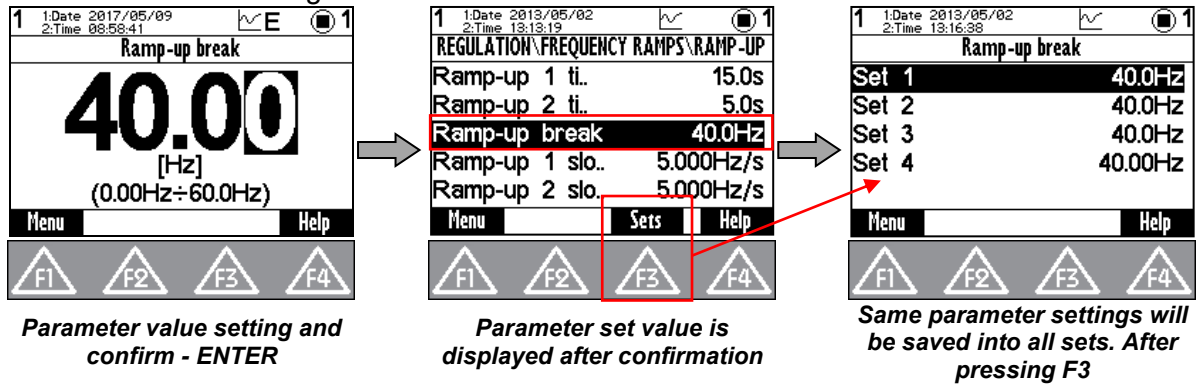 1 1:Date 2017/05/09 E 1
2:Time 08:58:41
Ramp-up break
40.00
[Hz]
(0.00Hz÷60.0Hz)
Menu Help
F1 F2 F3 F4
Parameter value setting and
confirm - ENTER
1 1:Date 2013/05/02 1
2:Time 13:13:19
REGULATION\FREQUENCY RAMPS\RAMP-UP
Ramp-up 1 ti.. 15.0s
Ramp-up 2 ti.. 5.0s
Ramp-up break 40.0Hz
Ramp-up 1 slo.. 5.000Hz/s
Ramp-up 2 slo.. 5.000Hz/s
Menu Sets Help
F1 F2 F3 F4
Parameter set value is
displayed after confirmation
1 1:Date 2013/05/02 1
2:Time 13:16:38
Ramp-up break
Set 1 40.0Hz
Set 2 40.0Hz
Set 3 40.0Hz
Set 4 40.00Hz
Menu Help
F1 F2 F3 F4
Same parameter settings will
be saved into all sets. After
pressing F3